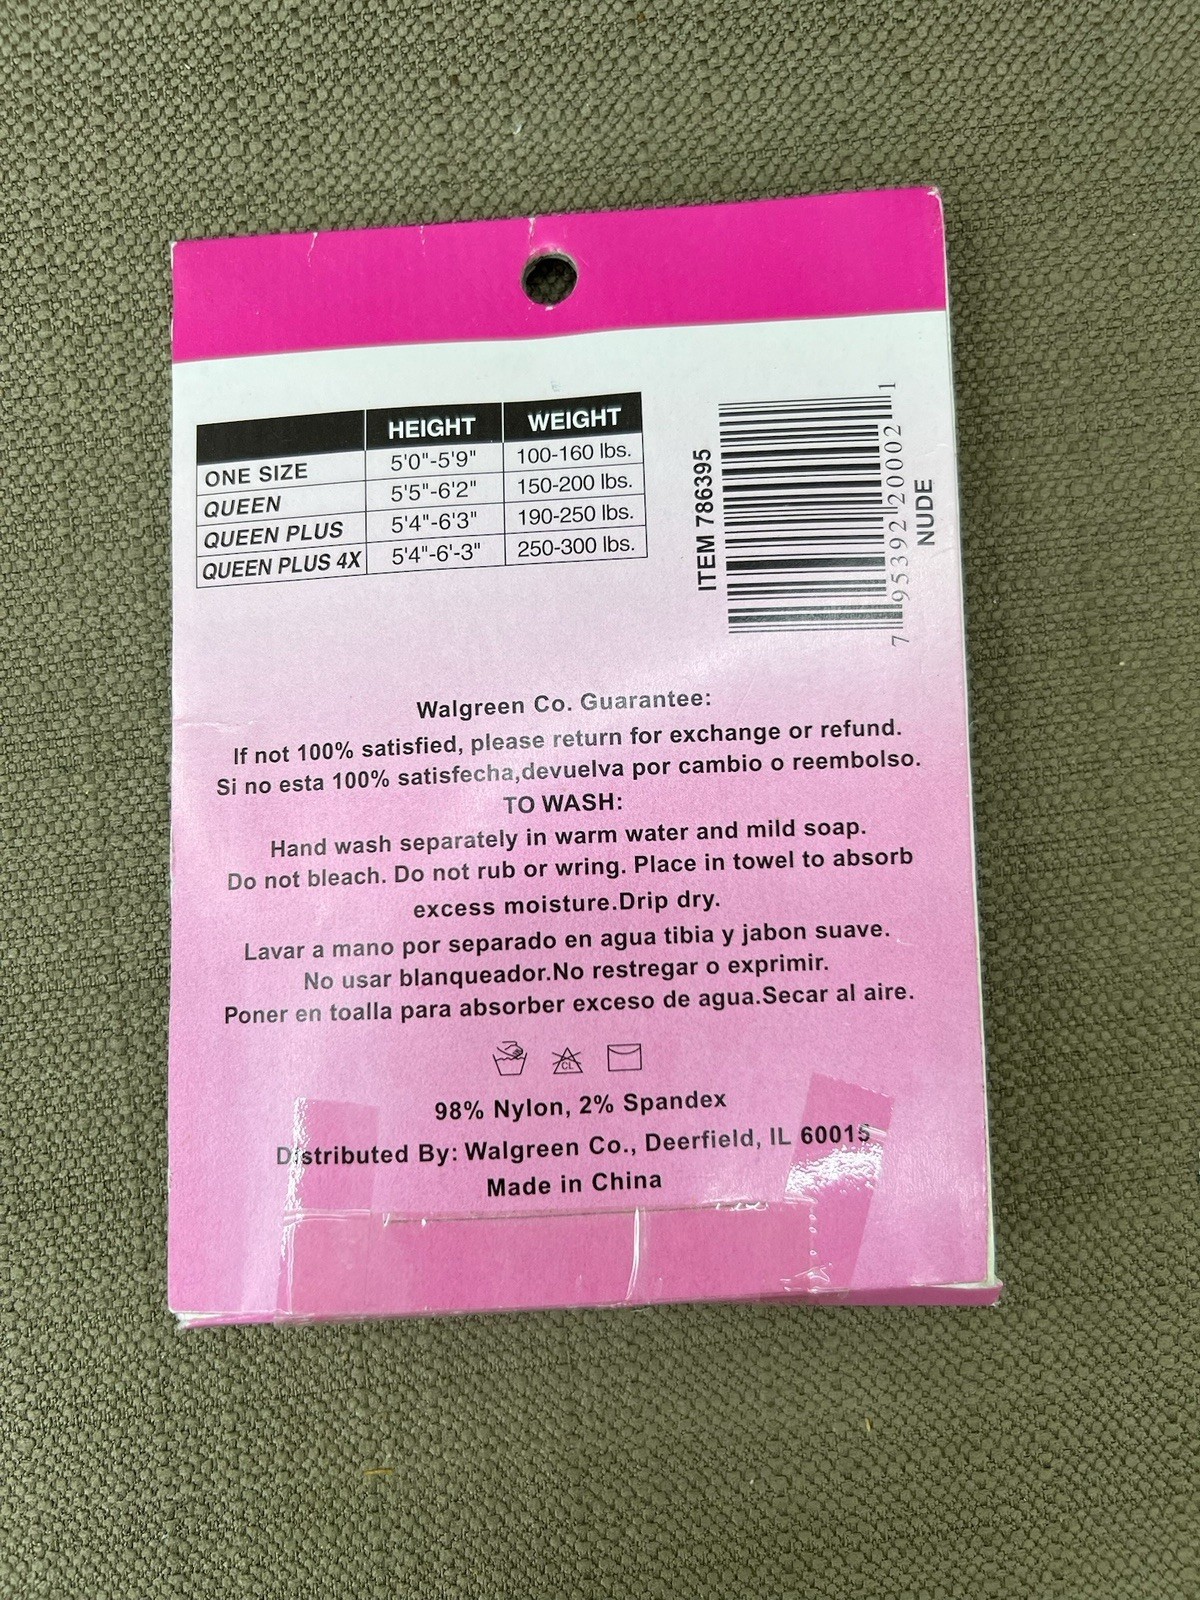 HEIGHT WEIGHT
ONE SIZE 5'0"-5'9" 100-160 lbs.
QUEEN 5'5"-6'2" 150-200 lbs.
QUEEN PLUS 5'4"-6'3" 190-250 lbs.
QUEEN PLUS 4X 5'4"-6'-3" 250-300 lbs.
ITEM 786395
7 95392 20002 1
NUDE
Walgreen Co. Guarantee:
If not 100% satisfied, please return for exchange or refund.
Si no esta 100% satisfecha,devuelva por cambio o reembolso.
TO WASH:
Hand wash separately in warm water and mild soap.
Do not bleach. Do not rub or wring. Place in towel to absorb
excess moisture.Drip dry.
Lavar a mano por separado en agua tibia y jabon suave.
No usar blanqueador.No restregar o exprimir.
Poner en toalla para absorber exceso de agua.Secar al aire.
CL
98% Nylon, 2% Spandex
Distributed By: Walgreen Co., Deerfield, IL 60015
Made in China